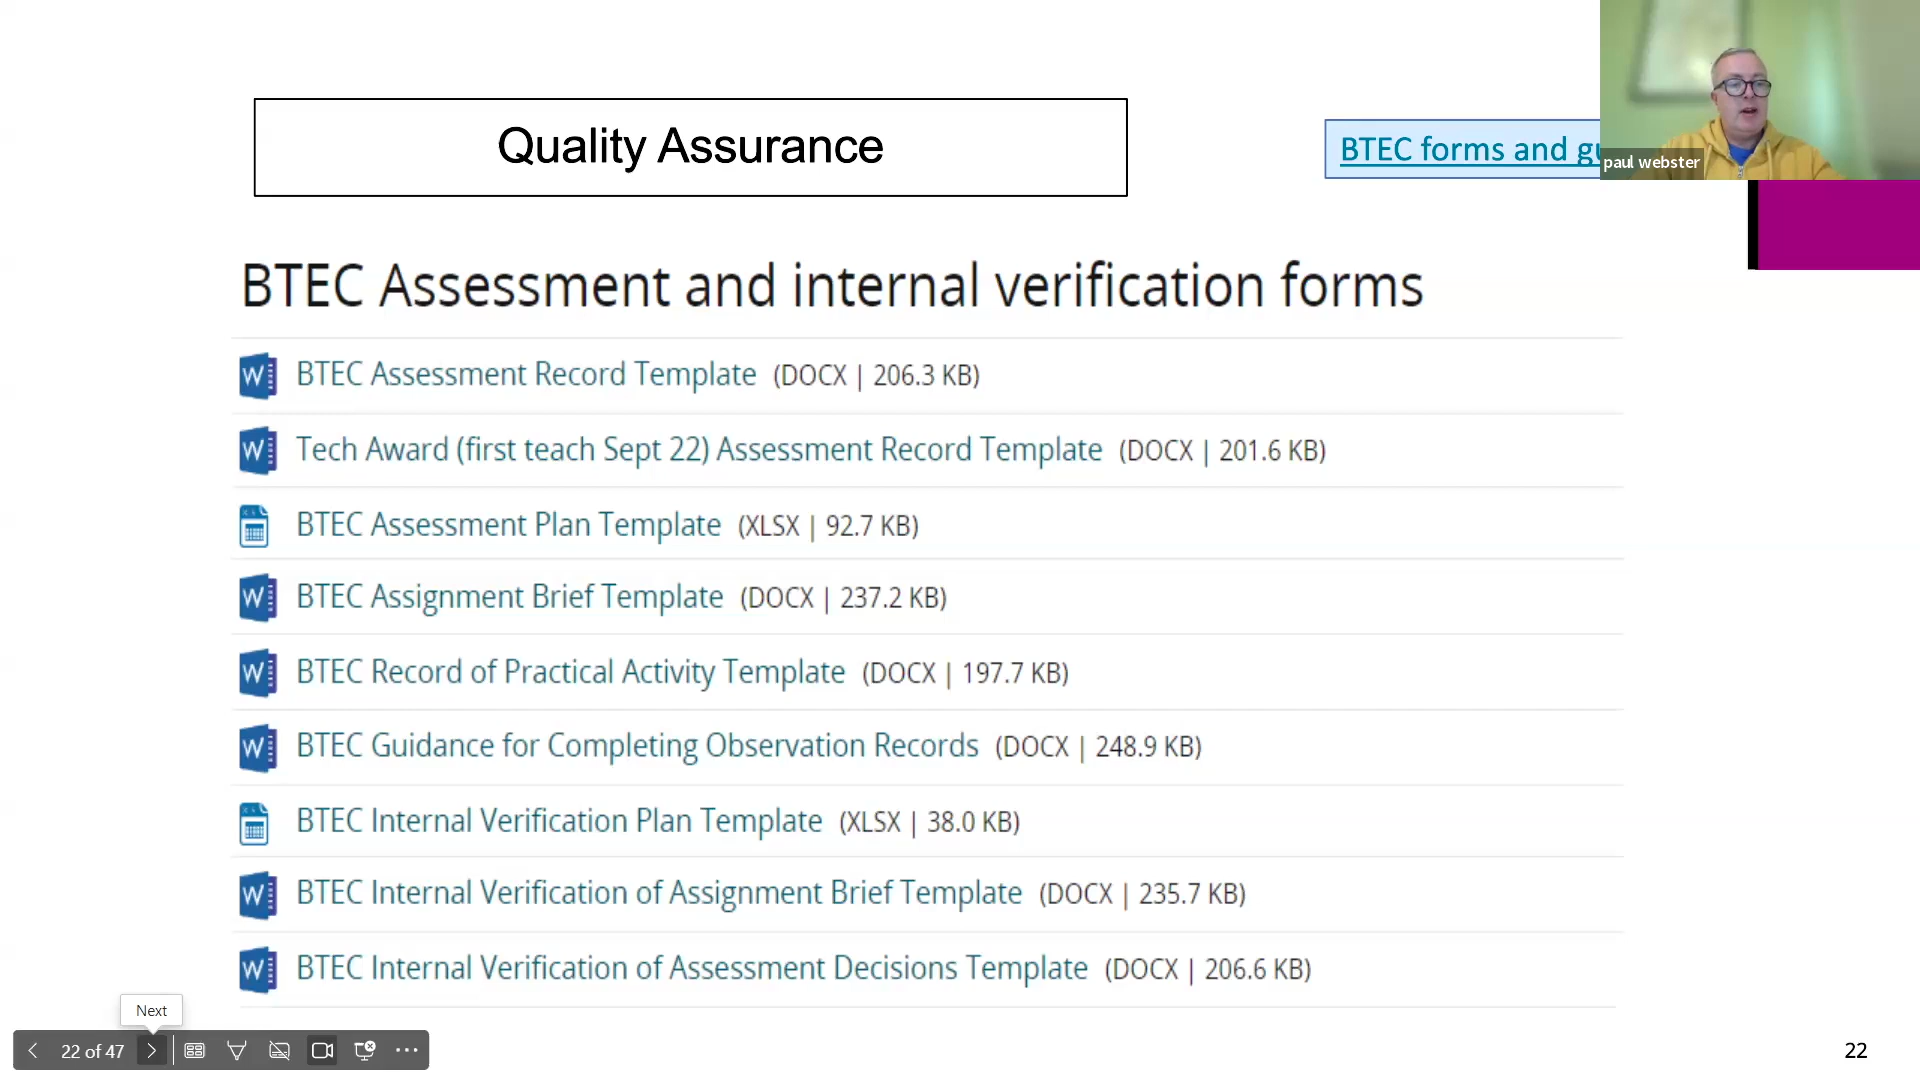 Quality Assurance
BTEC forms and
paul webster
BTEC Assessment and internal verification forms
BTEC Assessment Record Template (DOCX | 206.3 KB)
Tech Award (first teach Sept 22) Assessment Record Template (DOCX | 201.6 KB)
BTEC Assessment Plan Template (XLSX | 92.7 KB)
BTEC Assignment Brief Template (DOCX | 237.2 KB)
BTEC Record of Practical Activity Template (DOCX | 197.7 KB)
BTEC Guidance for Completing Observation Records (DOCX | 248.9 KB)
BTEC Internal Verification Plan Template (XLSX | 38.0 KB)
BTEC Internal Verification of Assignment Brief Template (DOCX | 235.7 KB)
BTEC Internal Verification of Assessment Decisions Template (DOCX | 206.6 KB)
Next
22 of 47
22